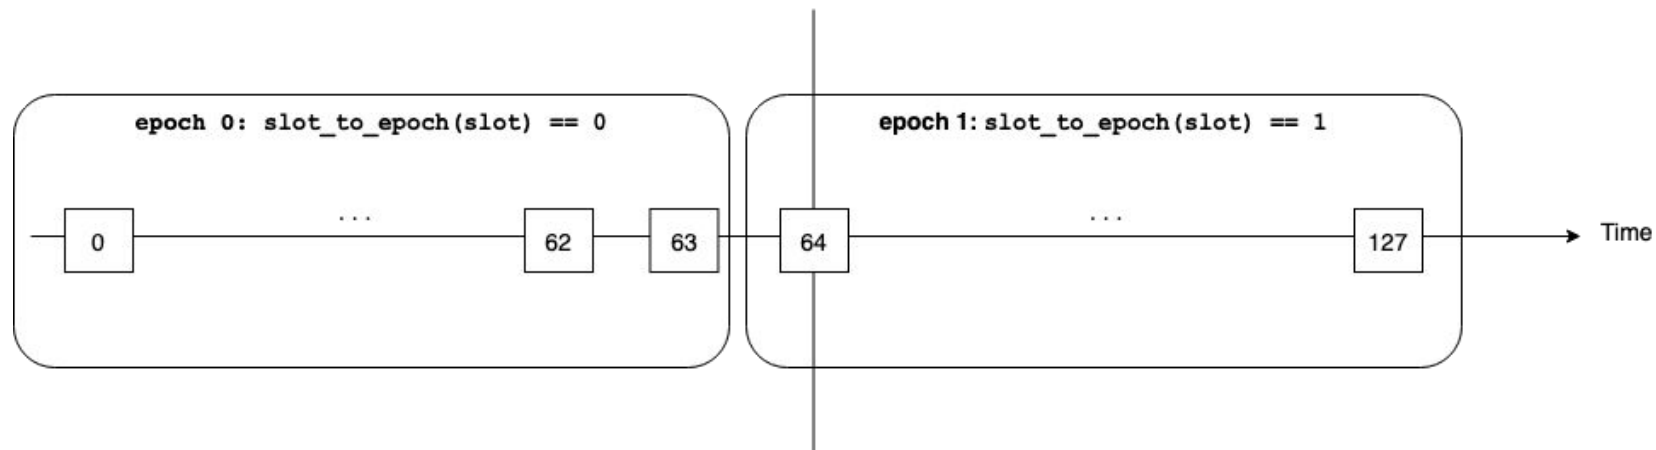 epoch 0: slot_to_epoch(slot) == 0
epoch 1: slot_to_epoch(slot) == 1
0 ... 62 63 64 ... 127 Time